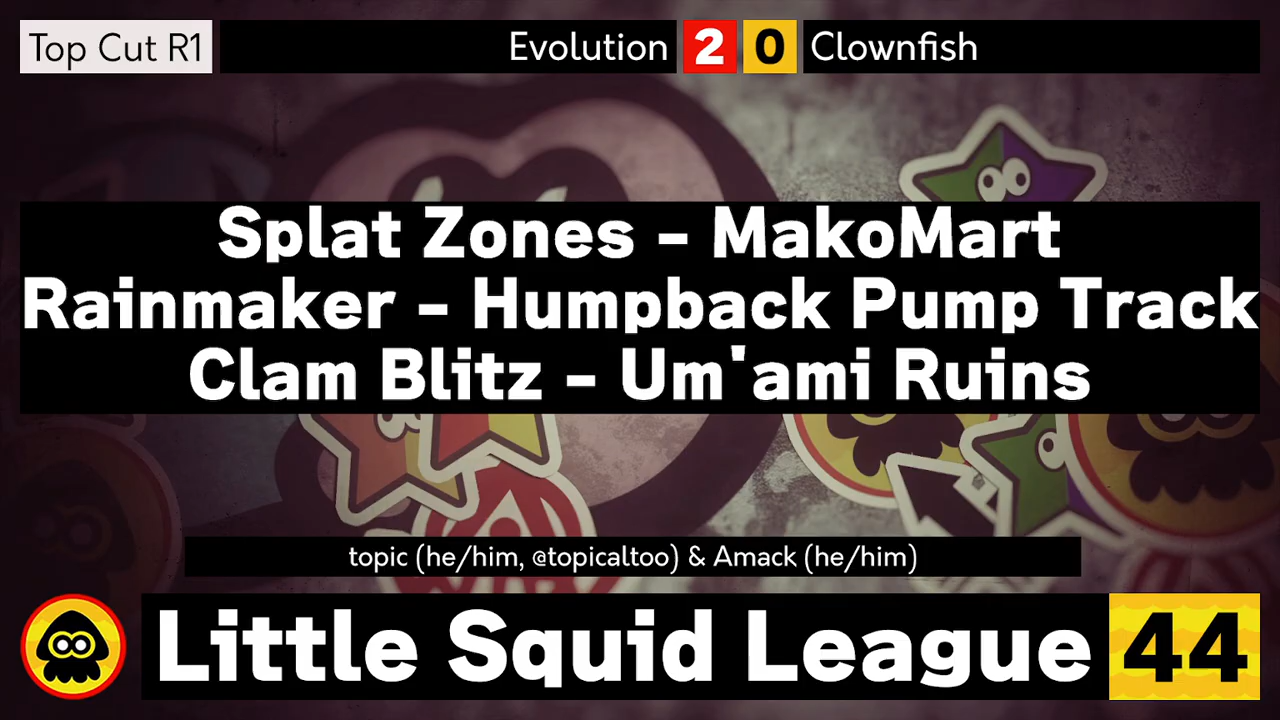 Top Cut R1
Evolution 2 0 Clownfish
Splat Zones - MakoMart
Rainmaker - Humpback Pump Track
Clam Blitz - Um'ami Ruins
topic (he/him, @topicaltoo) & Amack (he/him)
Little Squid League 44